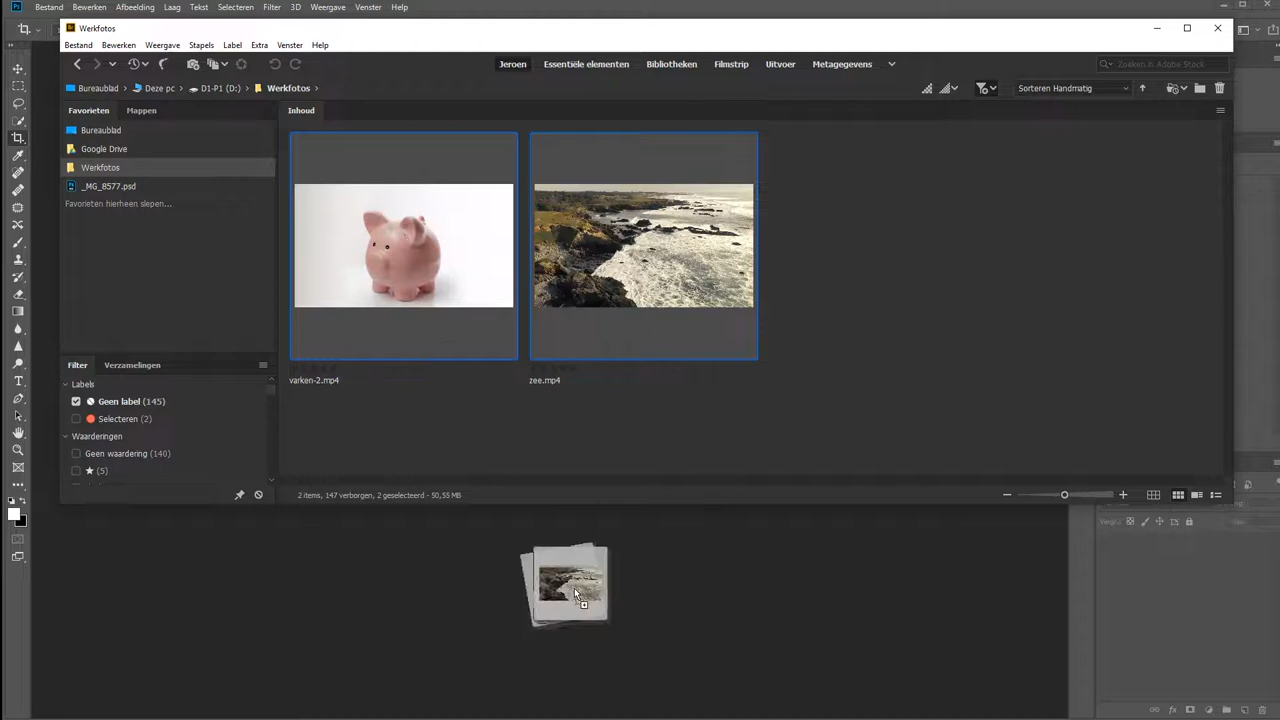 Ps Bestand Bewerken Afbeelding Laag Tekst Selecteren Filter 3D Weergave Venster Help
Br Werkfotos
Bestand Bewerken Weergave Stapels Label Extra Venster Help
Jeroen Essentiële elementen Bibliotheken Filmstrip Uitvoer Metagegevens Zoeken in Adobe Stock
Bureaublad Deze pc D1-P1 (D:) Werkfotos Sorteren Handmatig
Favorieten Mappen Inhoud
Bureaublad
Google Drive
Werkfotos
_MG_8577.psd
Favorieten hierheen slepen...
Filter Verzamelingen
varken-2.mp4 zee.mp4
Labels
Geen label (145)
Selecteren (2)
Waarderingen
Geen waardering (140)
★ (5)
2 items, 147 verborgen, 2 geselecteerd - 50,55 MB